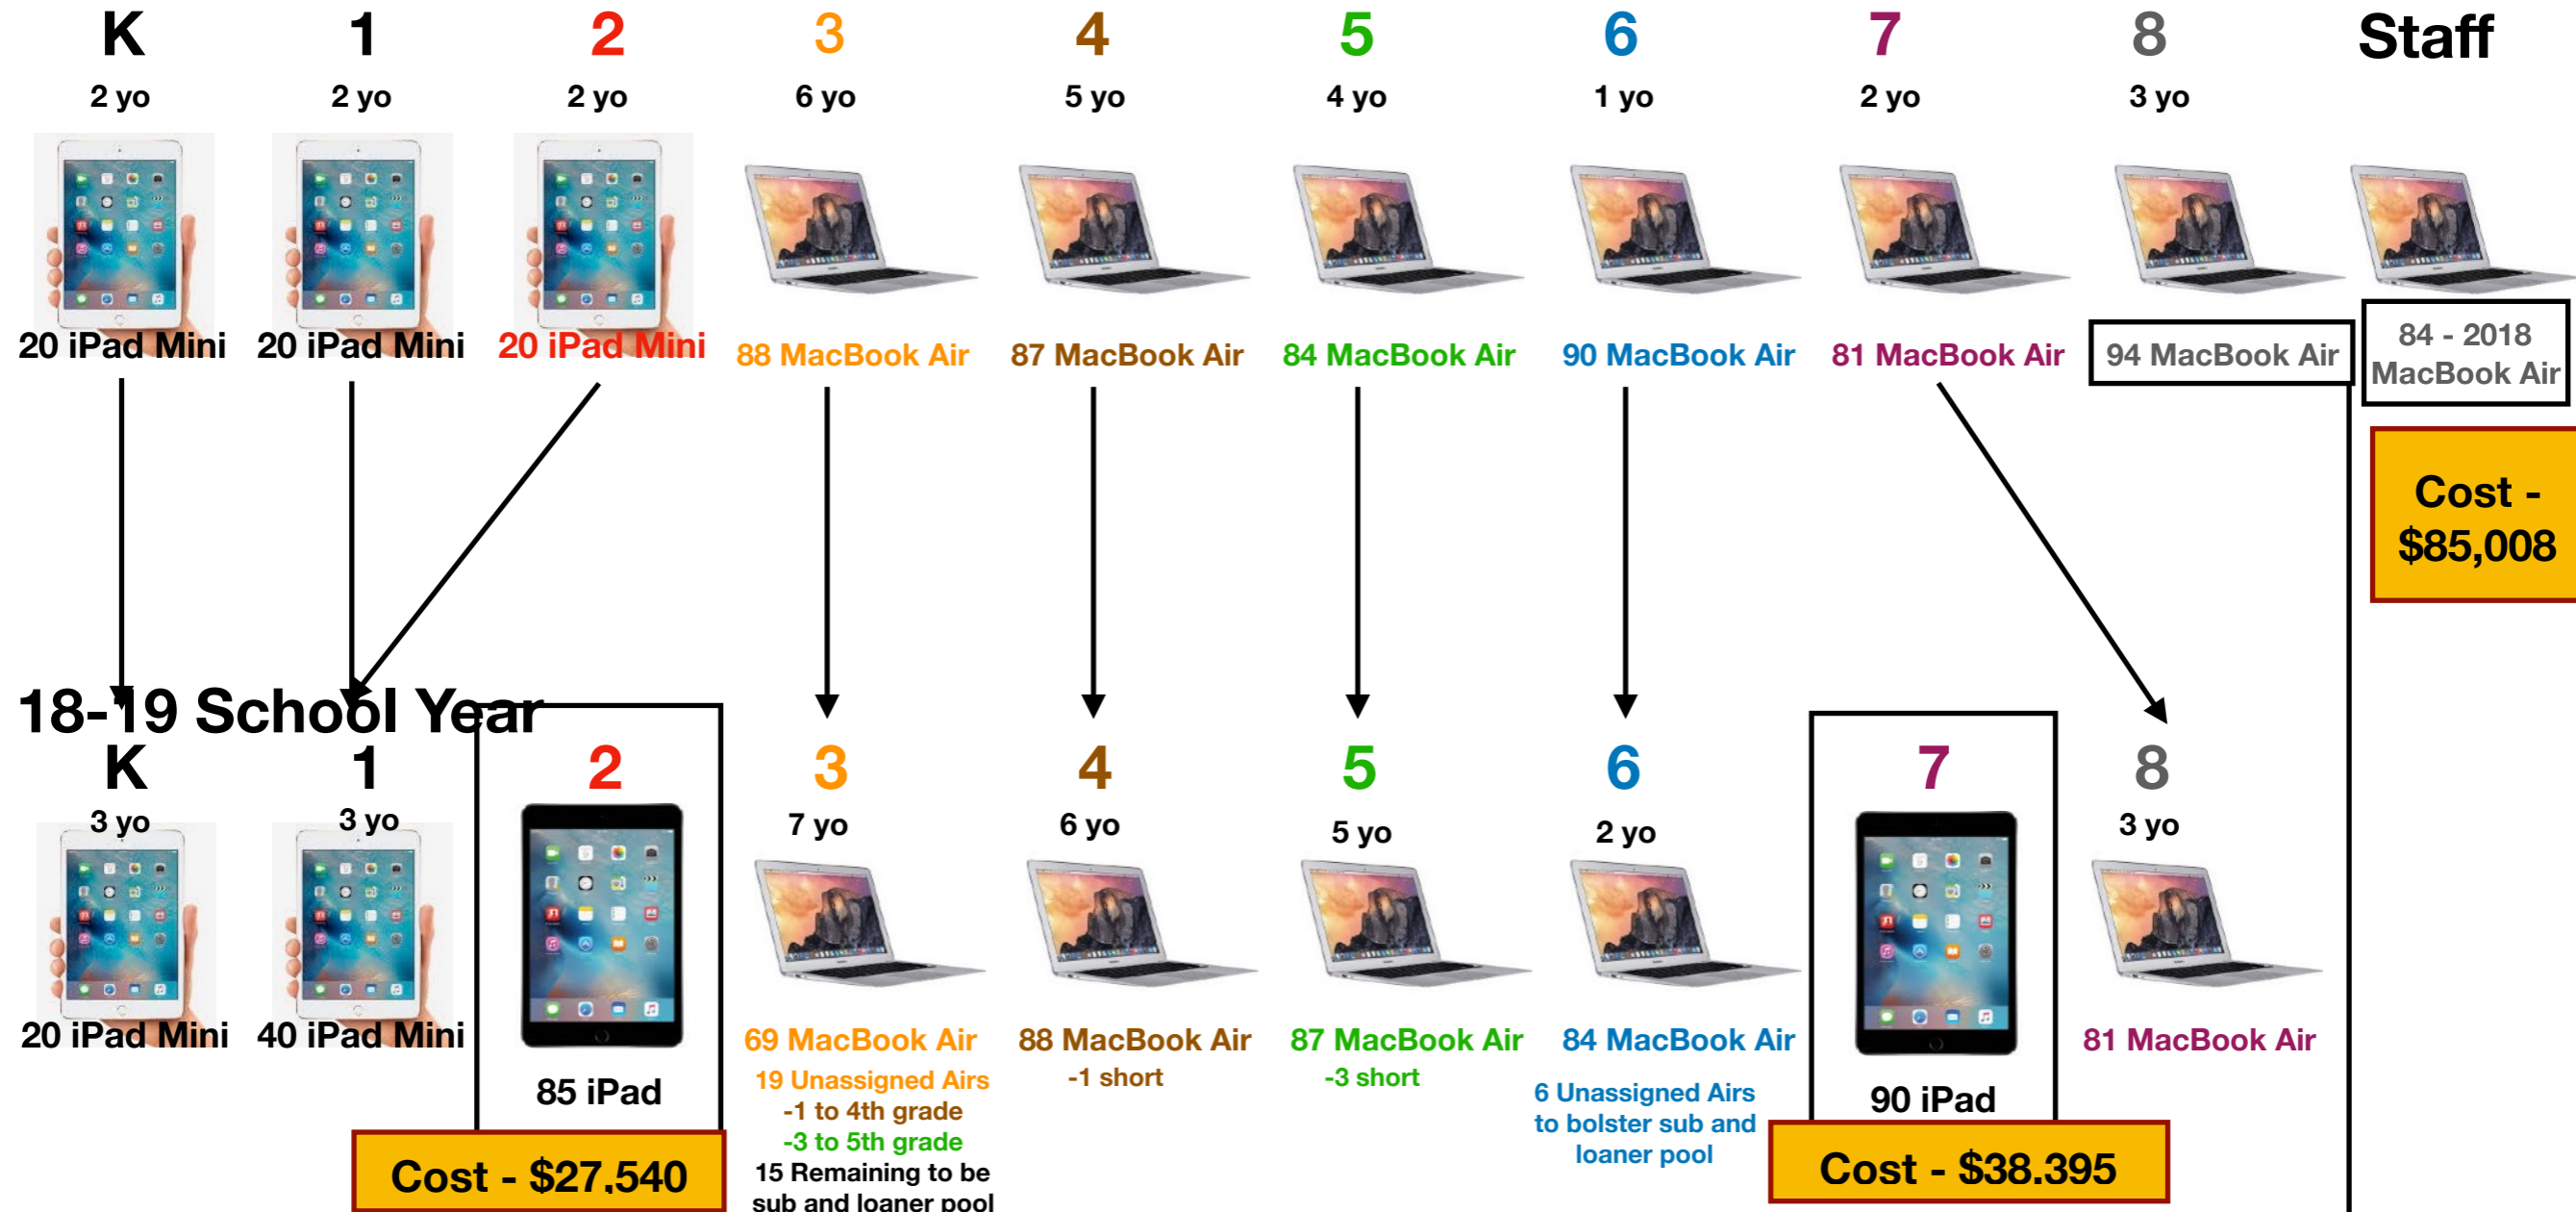 K 1 2 3 4 5 6 7 8 Staff
2 yo 2 yo 2 yo 6 yo 5 yo 4 yo 1 yo 2 yo 3 yo
20 iPad Mini 20 iPad Mini 20 iPad Mini 88 MacBook Air 87 MacBook Air 84 MacBook Air 90 MacBook Air 81 MacBook Air 94 MacBook Air
84 - 2018
MacBook Air
Cost -
$85,008
18-19 School Year
K 1 2 3 4 5 6 7 8
3 yo 3 yo 7 yo 6 yo 5 yo 2 yo 3 yo
20 iPad Mini 40 iPad Mini
85 iPad
Cost - $27,540
69 MacBook Air
19 Unassigned Airs
-1 to 4th grade
-3 to 5th grade
15 Remaining to be
sub and loaner pool
88 MacBook Air
-1 short
87 MacBook Air
-3 short
84 MacBook Air
6 Unassigned Airs
to bolster sub and
loaner pool
90 iPad
Cost - $38.395
81 MacBook Air